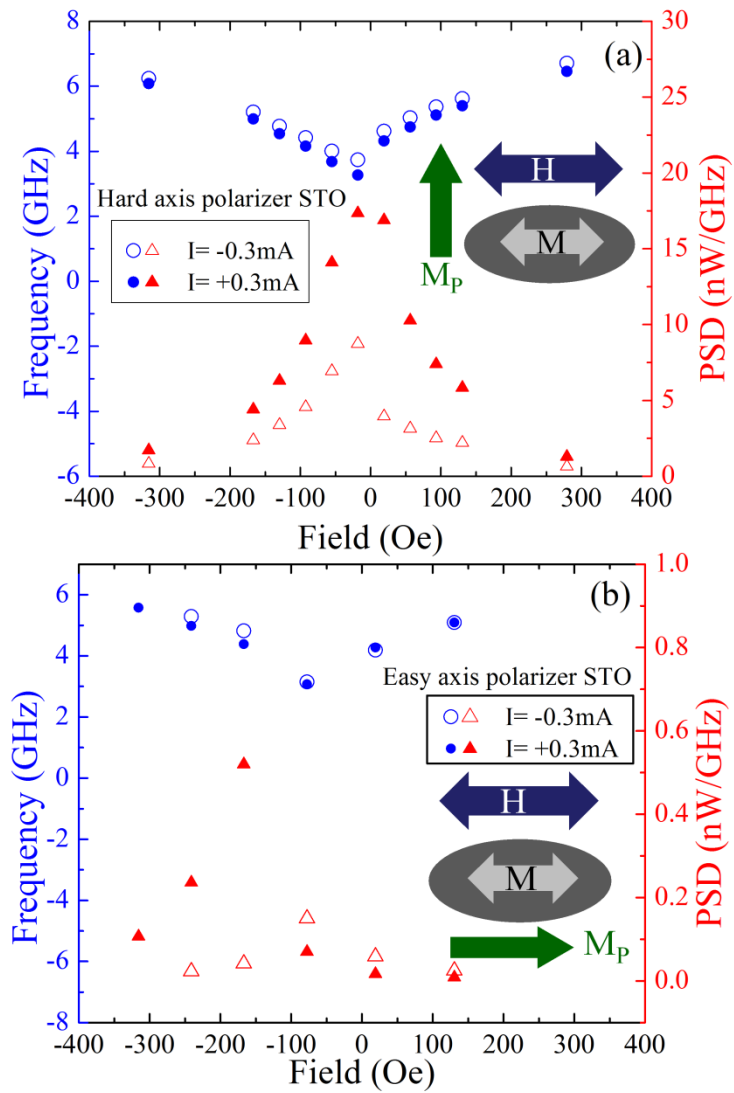 8
30
(a)
6
25
4
H
20
2
Hard axis polarizer STO
I= -0.3mA
I= +0.3mA
M
0
M_P
15
-2
10
-4
5
-6
0
Frequency (GHz)
PSD (nW/GHz)
-400 -300 -200 -100 0 100 200 300 400
Field (Oe)
1.0
(b)
6
4
0.8
Easy axis polarizer STO
I= -0.3mA
I= +0.3mA
2
0.6
0
H
-2
0.4
M
-4
0.2
M_P
-6
0.0
-8
Frequency (GHz)
PSD (nW/GHz)
-400 -300 -200 -100 0 100 200 300 400
Field (Oe)